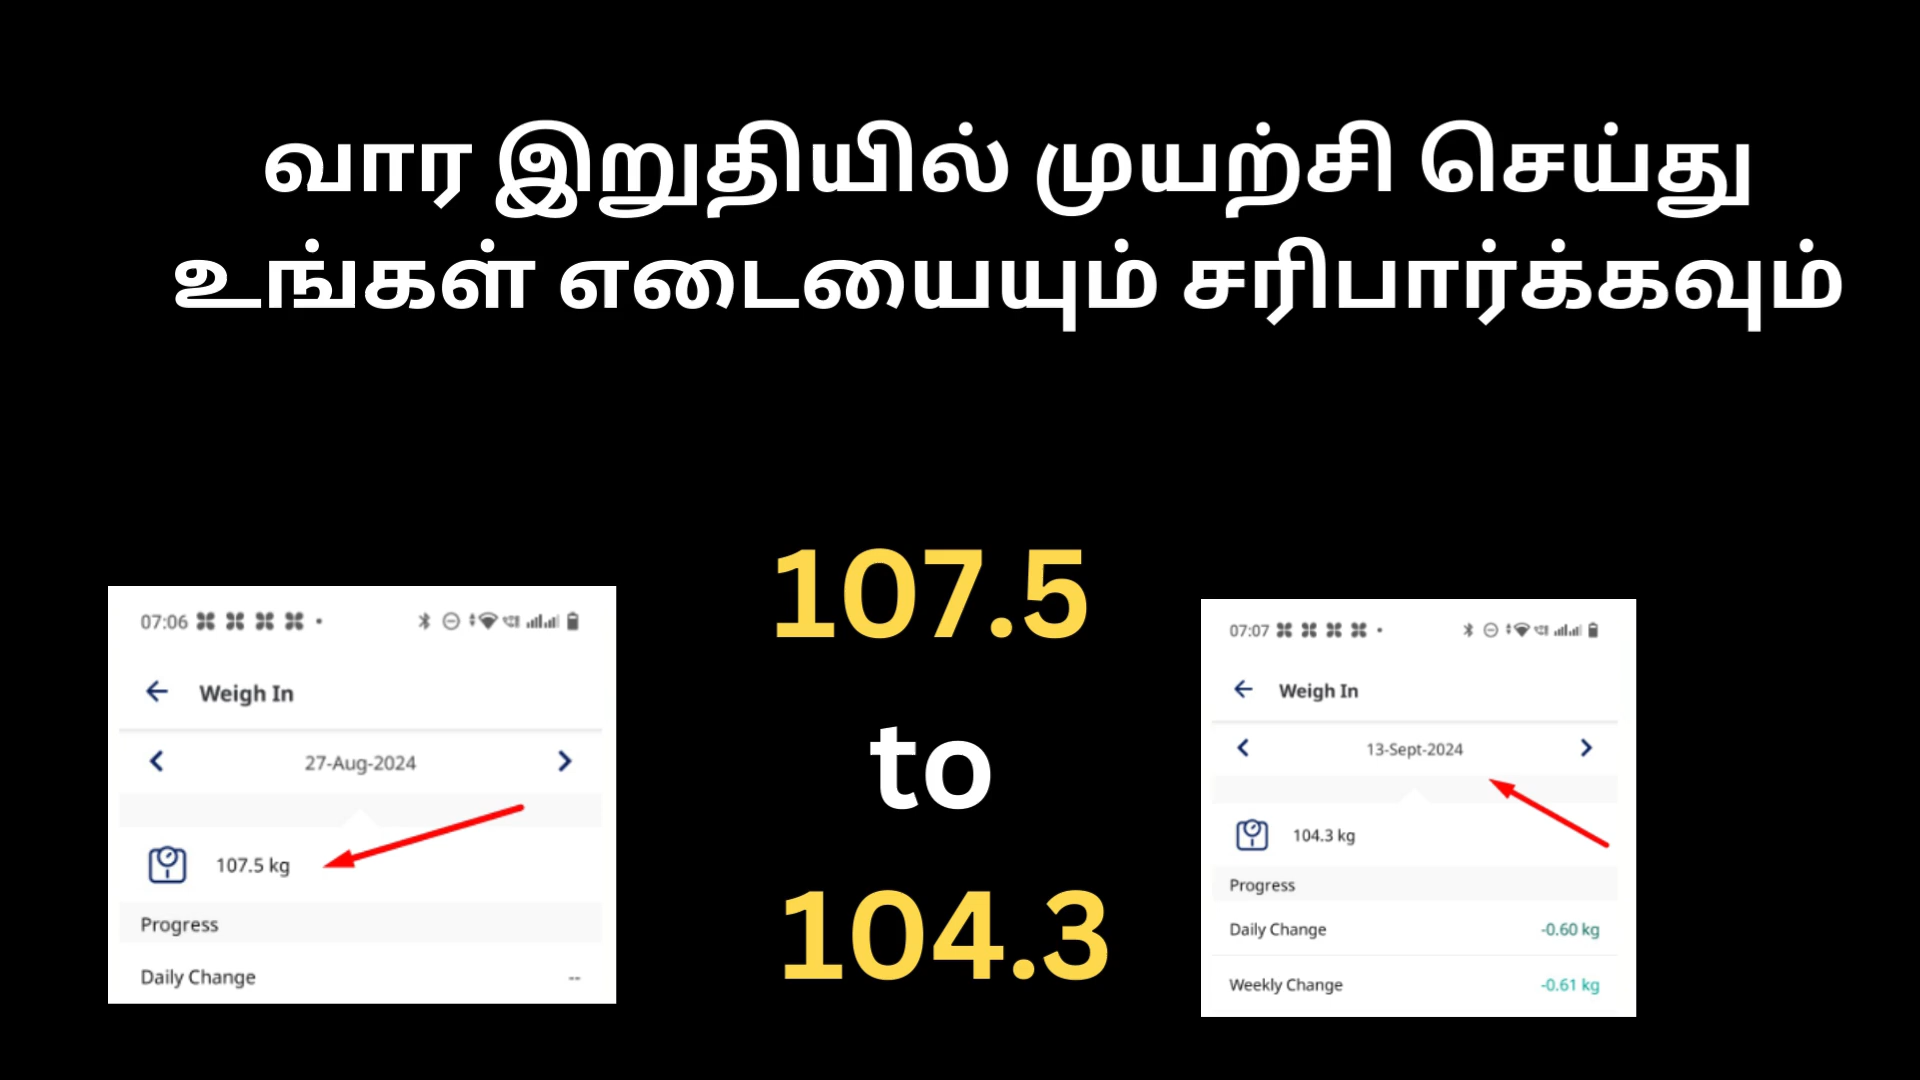 வார இறுதியில் முயற்சி செய்து
உங்கள் எடையையும் சரிபார்க்கவும்
07:06
Weigh In
27-Aug-2024
107.5 kg
Progress
Daily Change --
107.5
to
104.3
07:07
Weigh In
13-Sept-2024
104.3 kg
Progress
Daily Change -0.60 kg
Weekly Change -0.61 kg